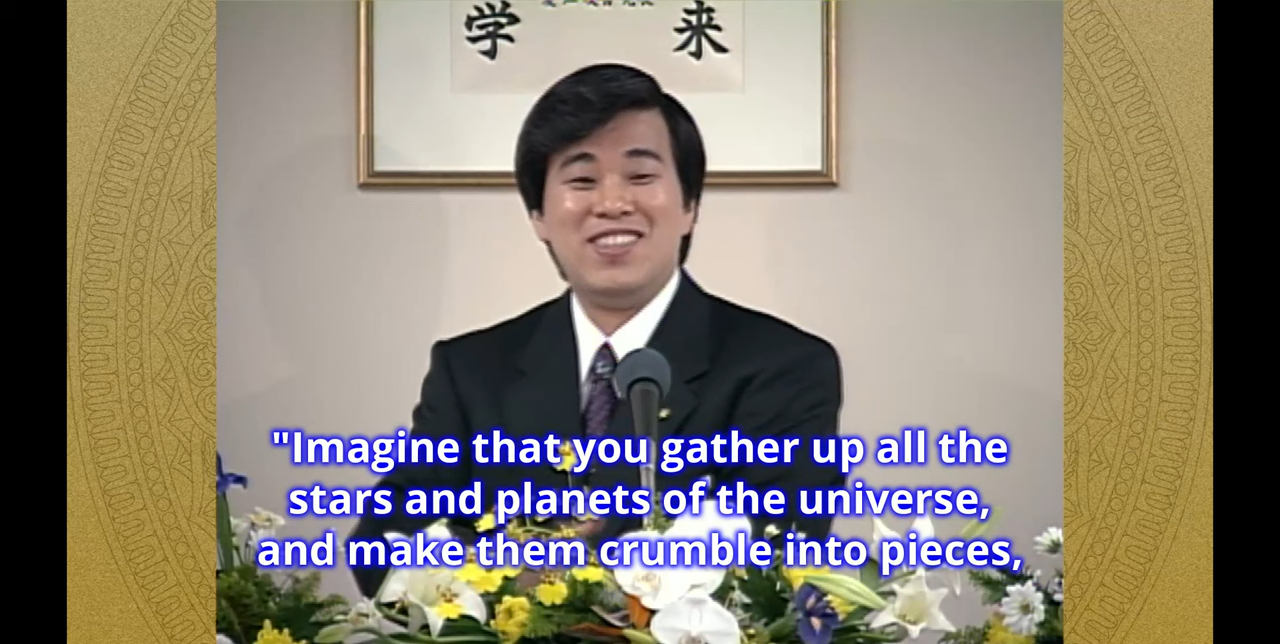 学 来
"Imagine that you gather up all the
stars and planets of the universe,
and make them crumble into pieces,